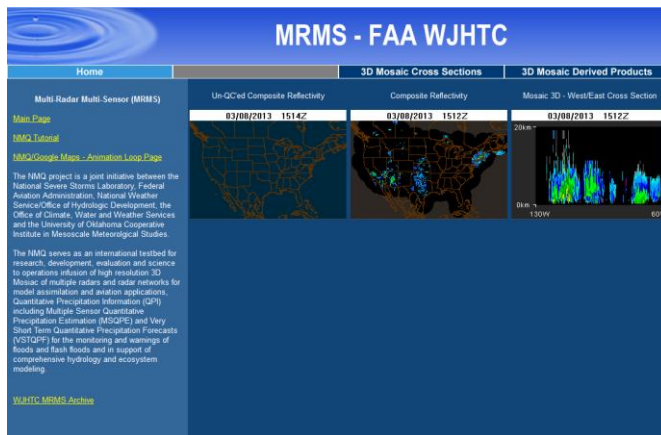 MRMS - FAA WJHTC
Home
3D Mosaic Cross Sections
3D Mosaic Derived Products
Multi-Radar Multi-Sensor (MRMS)
Main Page
NMQ Tutorial
NMQ/Google Maps - Animation Loop Page
The NMQ project is a joint initiative between the
National Severe Storms Laboratory, Federal
Aviation Administration, National Weather
Service/Office of Hydrologic Development, the
Office of Climate, Water and Weather Services
and the University of Oklahoma Cooperative
Institute in Mesoscale Meteorolgical Studies.
The NMQ serves as an international testbed for
research, development, evaluation and science
to operations infusion of high resolution 3D
Mosiac of multiple radars and radar networks for
model assimilation and aviation applications,
Quantitative Precipitation Information (QPI)
including Multiple Sensor Quantitative
Precipitation Estimation (MSQPE) and Very
Short Term Quantitative Precipitation Forecasts
(VSTQPF) for the monitoring and warnings of
floods and flash floods and in support of
comprehensive hydrology and ecosystem
modeling.
WJHTC MRMS Archive
Un-QC'ed Composite Reflectivity
03/08/2013 1514Z
Composite Reflectivity
03/08/2013 1512Z
Mosaic 3D - West/East Cross Section
03/08/2013 1512Z
20km
0km
130W
60W